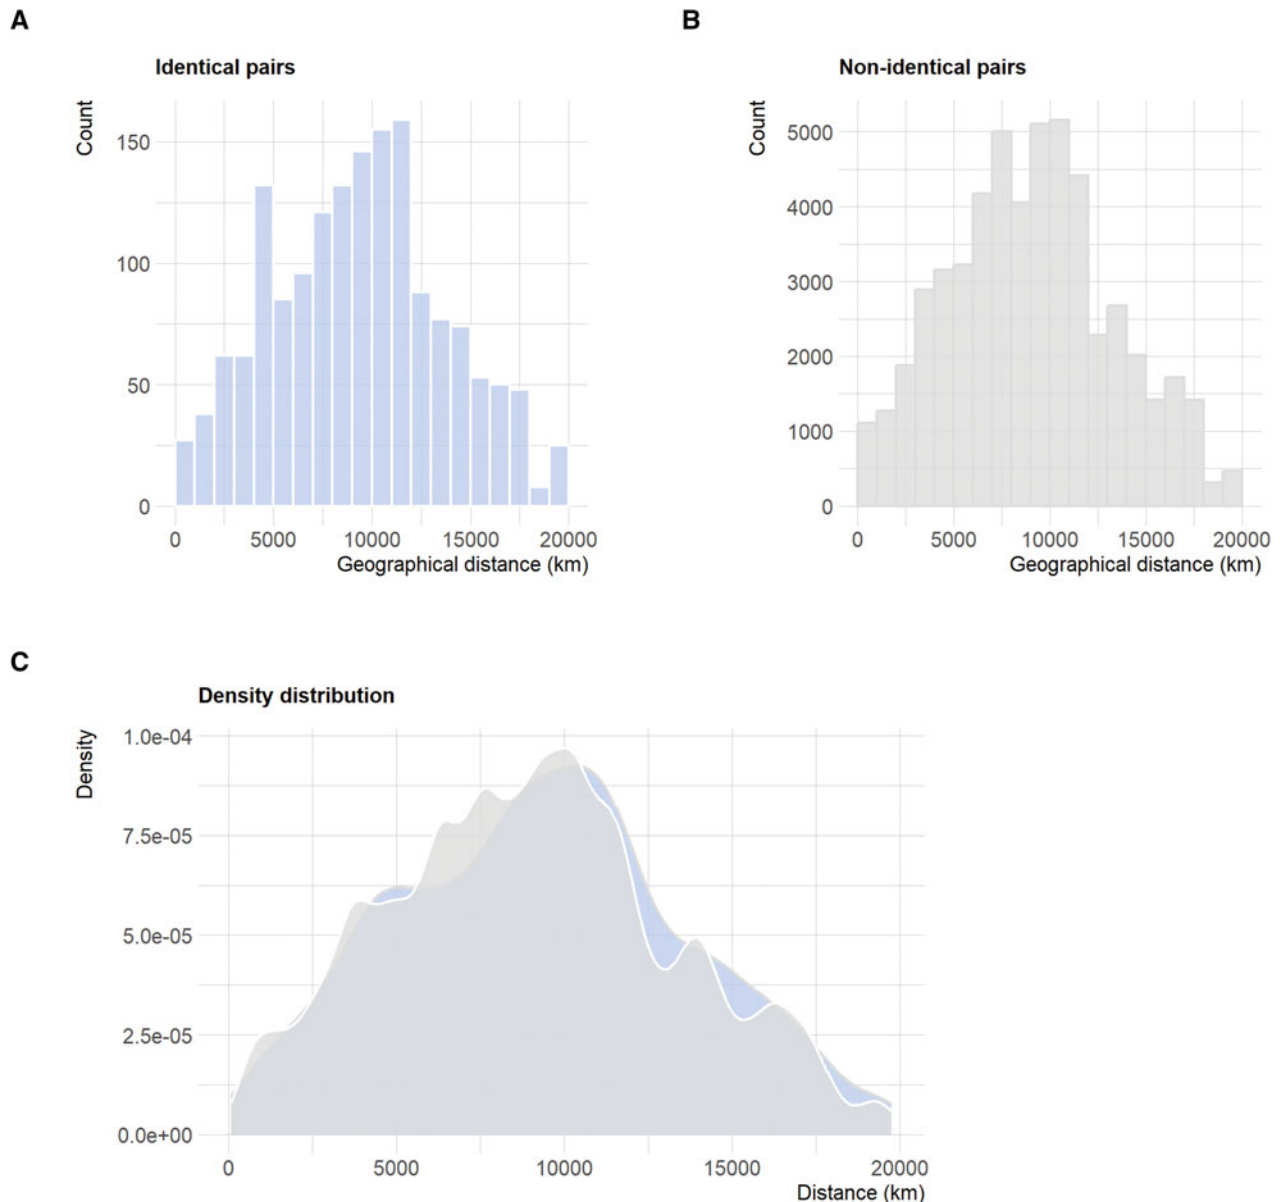 A
Identical pairs
Count
150
100
50
0
0 5000 10000 15000 20000
Geographical distance (km)
B
Non-identical pairs
Count
5000
4000
3000
2000
1000
0
0 5000 10000 15000 20000
Geographical distance (km)
C
Density distribution
Density
1.0e-04
7.5e-05
5.0e-05
2.5e-05
0.0e+00
0 5000 10000 15000 20000
Distance (km)